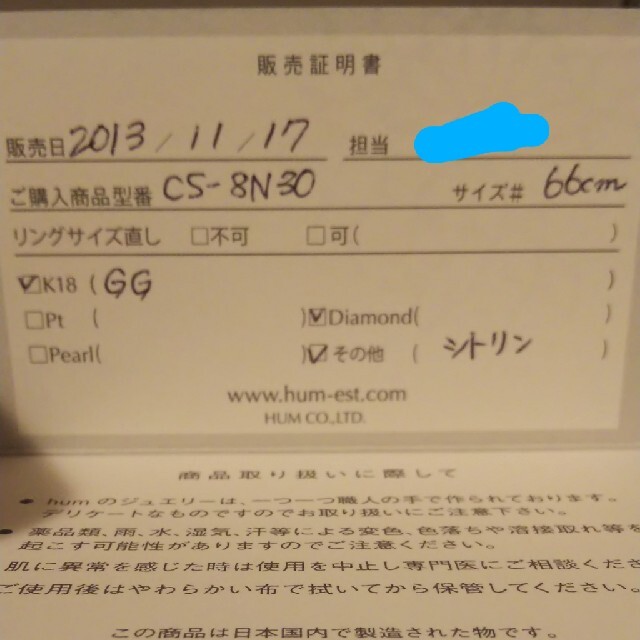 販売証明書
販売日 2013/11/17 担当
ご購入商品型番 CS-8N30 サイズ# 66cm
リングサイズ直し □不可 □可( )
☑K18 (GG )
□Pt ( )☑Diamond( )
□Pearl( )☑その他 ( シトリン )
www.hum-est.com
HUM CO.,LTD.
商品取り扱いに際して
● humのジュエリーは、一つ一つ職人の手で作られております。
デリケートなものですのでお取り扱いにご注意下さい。
● 薬品類、雨、水、湿気、汗等による変色、色落ちや溶接取れ等を
起こす可能性がありますのでご注意ください。
肌に異常を感じた時は使用を中止し専門医にご相談くださ
ご使用後はやわらかい布で拭いてから保管してください。
この商品は日本国内で製造された物です。